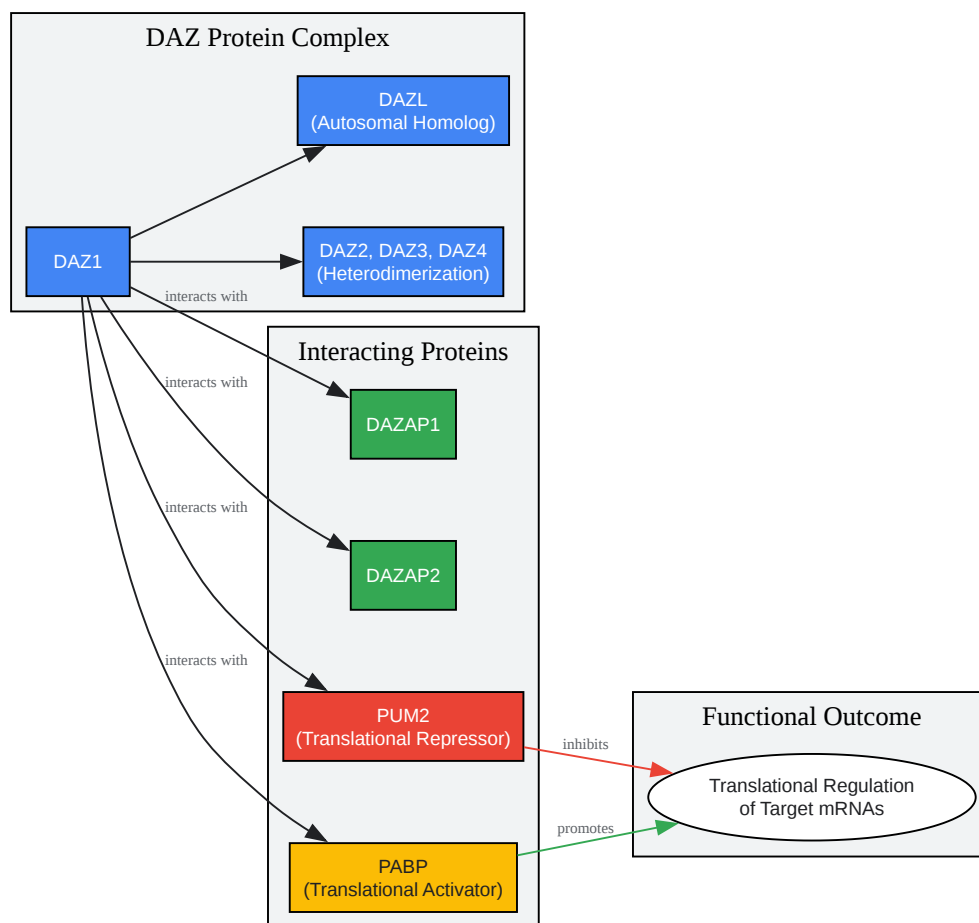 DAZ Protein Complex
DAZL
(Autosomal Homolog)
DAZ1
DAZ2, DAZ3, DAZ4
(Heterodimerization)
interacts with
Interacting Proteins
interacts with
DAZAP1
interacts with
DAZAP2
interacts with
PUM2
(Translational Repressor)
inhibits
Functional Outcome
Translational Regulation
of Target mRNAs
promotes
PABP
(Translational Activator)